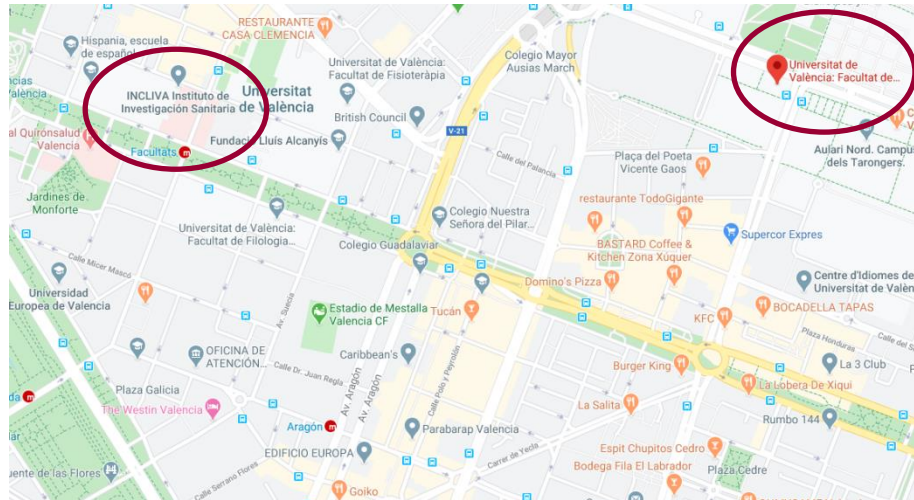 RESTAURANTE
CASA CLEMENCIA
Hispania, escuela
de español
Universitat de València:
Facultat de Fisioteràpia
Colegio Mayor
Ausias March
Universitat de
València: Facultat de...
INCLIVA Instituto de
Investigación Sanitaria
Universitat
de València
British Council
V-21
Fundació Lluís Alcanyís
al Quironsalud
Valencia
Facultats
Calle del Palancia
Plaça del Poeta
Vicente Gaos
Aulari Nord. Campu
dels Tarongers.
Jardines de
Monforte
restaurante TodoGigante
Universitat de València:
Facultat de Filologia...
Colegio Nuestra
Señora del Pilar...
Colegio Guadalaviar
BASTARD Coffee &
Kitchen Zona Xúquer
Supercor Expres
Calle Micer Mascó
Universidad
Europea de Valencia
Av. Suecia
Domino's Pizza
Centre d'Idiomes de
Universitat de Valèn
Estadio de Mestalla
Valencia CF
Tucán
BOCADELLA TAPAS
KFC
Plaza Honduras
OFICINA DE
ATENCIÓN...
Caribbean's
Calle Dr. Juan Regla
Av. Aragón
Av. Aragón
Calle Polo y Peyrolón
Burger King
La 3 Club
Plaza Galicia
La Lobera De Xiqui
The Westin Valencia
La Salita
Rumbo 144
Aragón
Parabarap Valencia
Carrer de Yecla
EDIFICIO EUROPA
Espit Chupitos Cedro
Bodega Fila El Labrador
Plaza Cedre
uente de las Flores
Calle Serrano Flores
Goiko